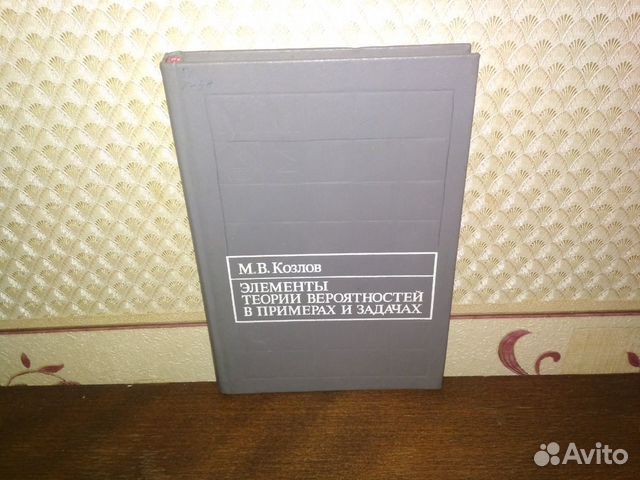 М.В.Козлов
ЭЛЕМЕНТЫ
ТЕОРИИ ВЕРОЯТНОСТЕЙ
В ПРИМЕРАХ И ЗАДАЧАХ
Avito